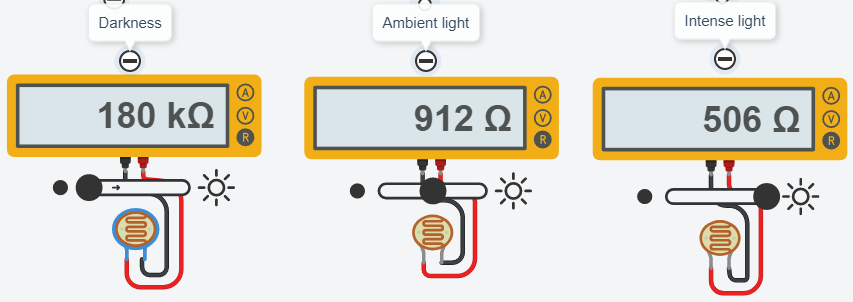 Darkness
Ambient light
Intense light
180 kΩ
A
V
R
912 Ω
A
V
R
506 Ω
A
V
R